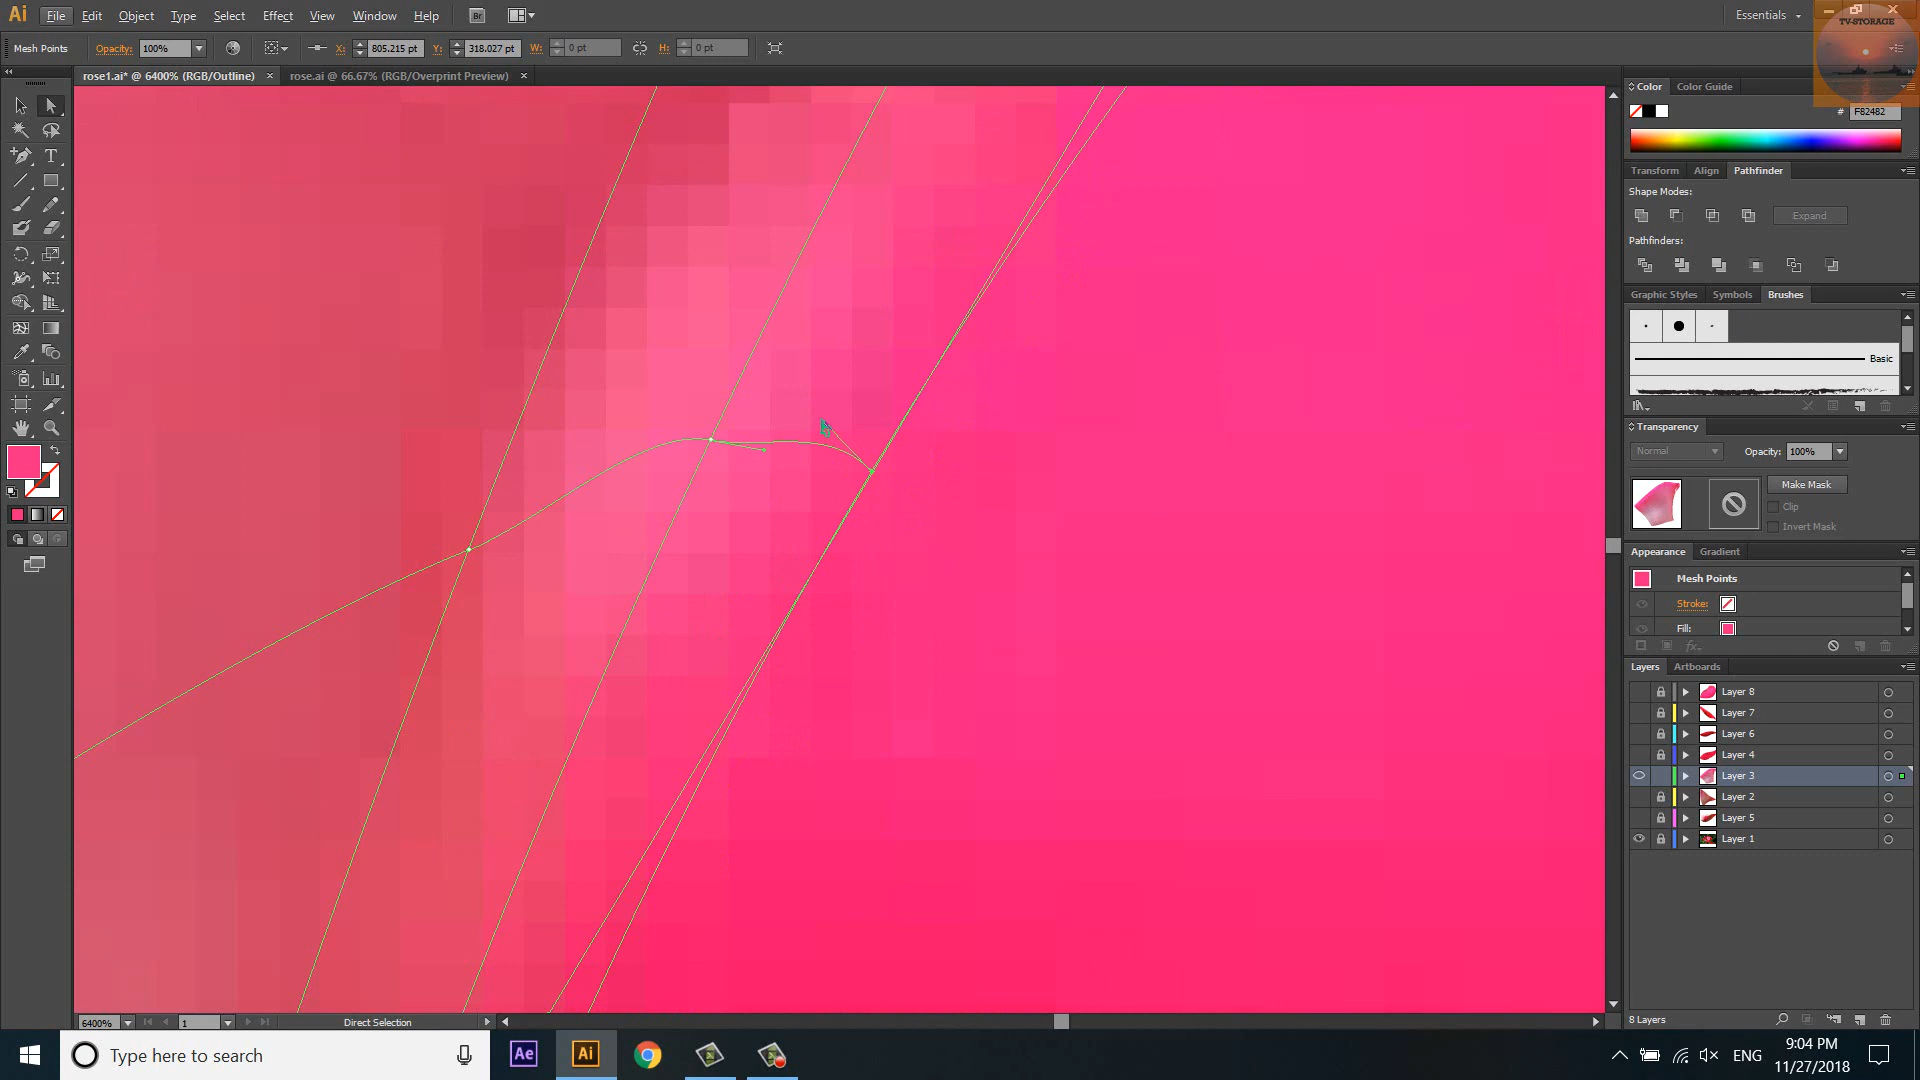 Ai File Edit Object Type Select Effect View Window Help Br Essentials
TV-STORAGE
Mesh Points Opacity: 100% X: 805.215 pt Y: 318.027 pt W: 0 pt H: 0 pt
rose1.ai* @ 6400% (RGB/Outline) rose.ai @ 66.67% (RGB/Overprint Preview)
Color Color Guide
# F82482
Transform Align Pathfinder
Shape Modes:
Expand
Pathfinders:
Graphic Styles Symbols Brushes
Basic
Transparency
Normal Opacity: 100%
Make Mask
Clip
Invert Mask
Appearance Gradient
Mesh Points
Stroke:
Fill:
fx
Layers Artboards
Layer 8
Layer 7
Layer 6
Layer 4
Layer 3
Layer 2
Layer 5
Layer 1
8 Layers
6400% 1 Direct Selection
Type here to search
Ae Ai
ENG
9:04 PM
11/27/2018